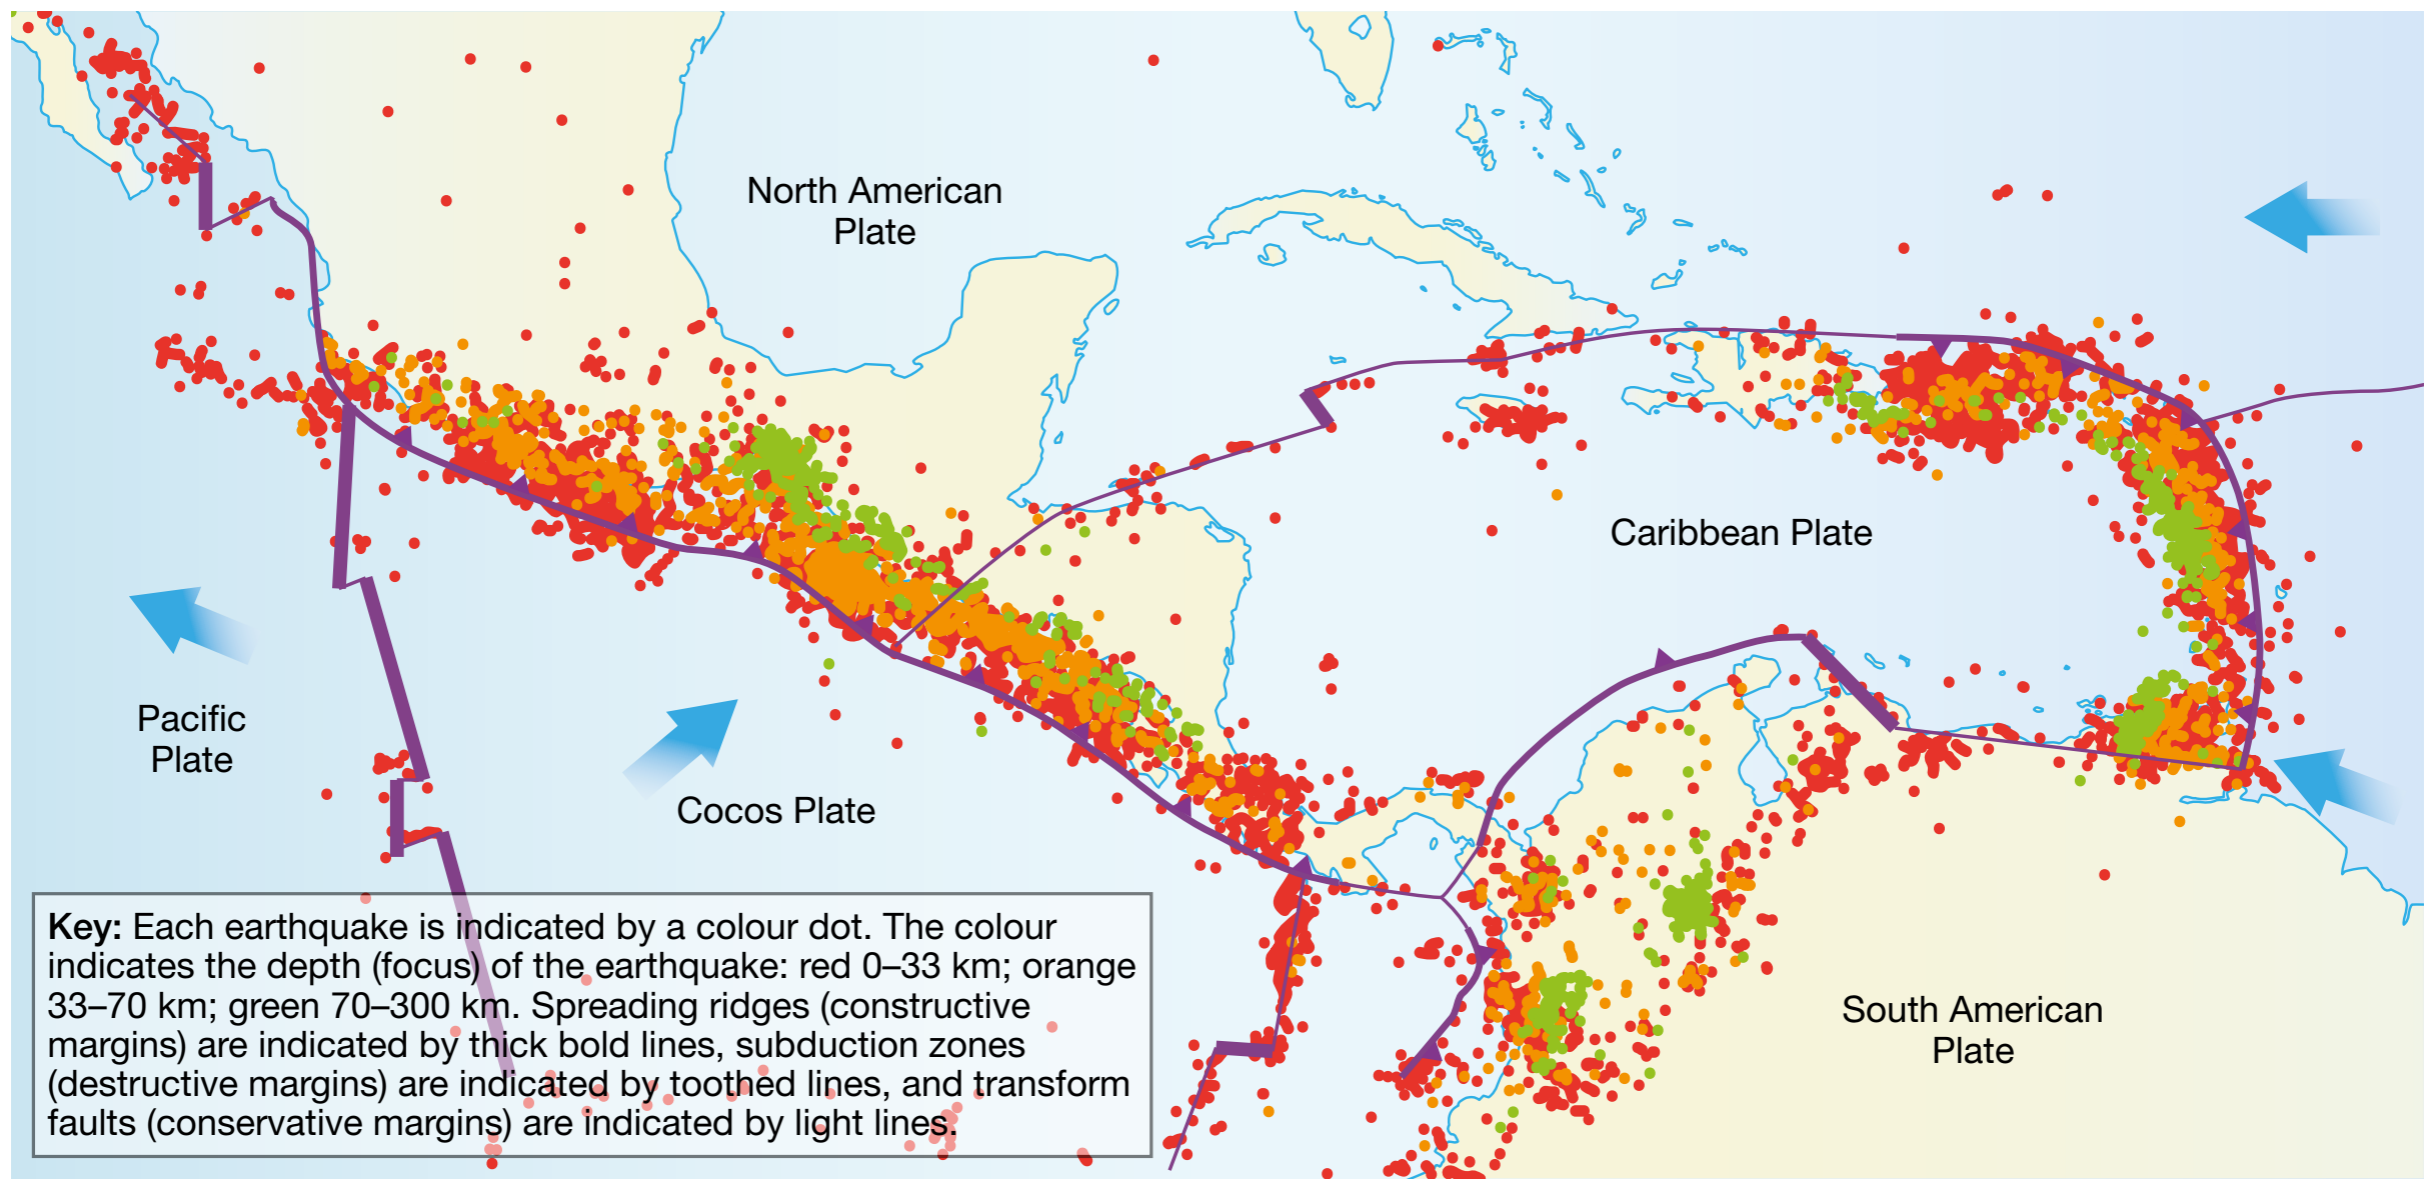 North American
Plate
Caribbean Plate
Pacific
Plate
Cocos Plate
Key: Each earthquake is indicated by a colour dot. The colour
indicates the depth (focus) of the earthquake: red 0–33 km; orange
33–70 km; green 70–300 km. Spreading ridges (constructive
margins) are indicated by thick bold lines, subduction zones
(destructive margins) are indicated by toothed lines, and transform
faults (conservative margins) are indicated by light lines.
South American
Plate